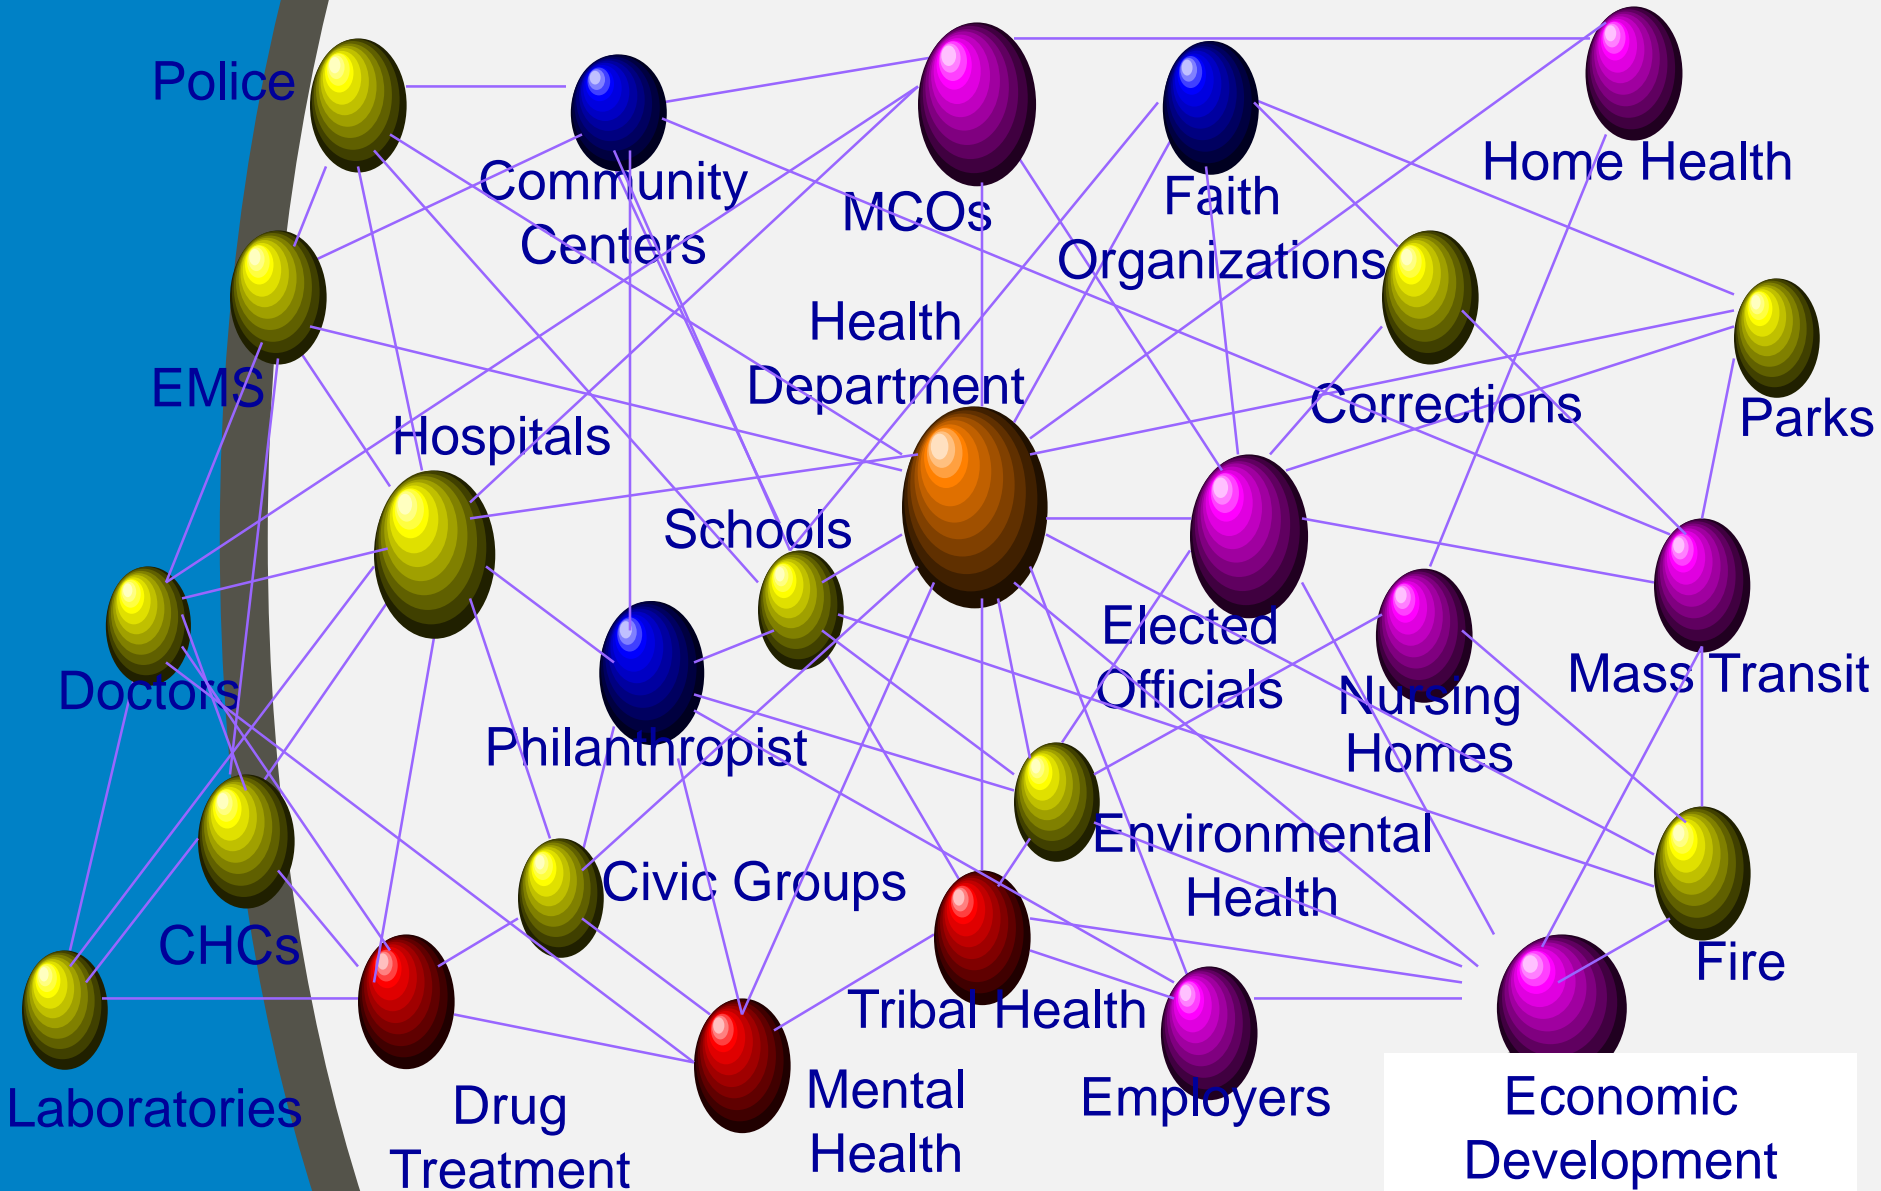 Police
Community
Centers
MCOs
Faith
Organizations
Home Health
Health
Department
EMS
Hospitals
Corrections
Parks
Schools
Doctors
Philanthropist
Elected
Officials
Nursing
Homes
Mass Transit
Environmental
Health
Civic Groups
CHCs
Fire
Tribal Health
Laboratories
Drug
Treatment
Mental
Health
Employers
Economic
Development